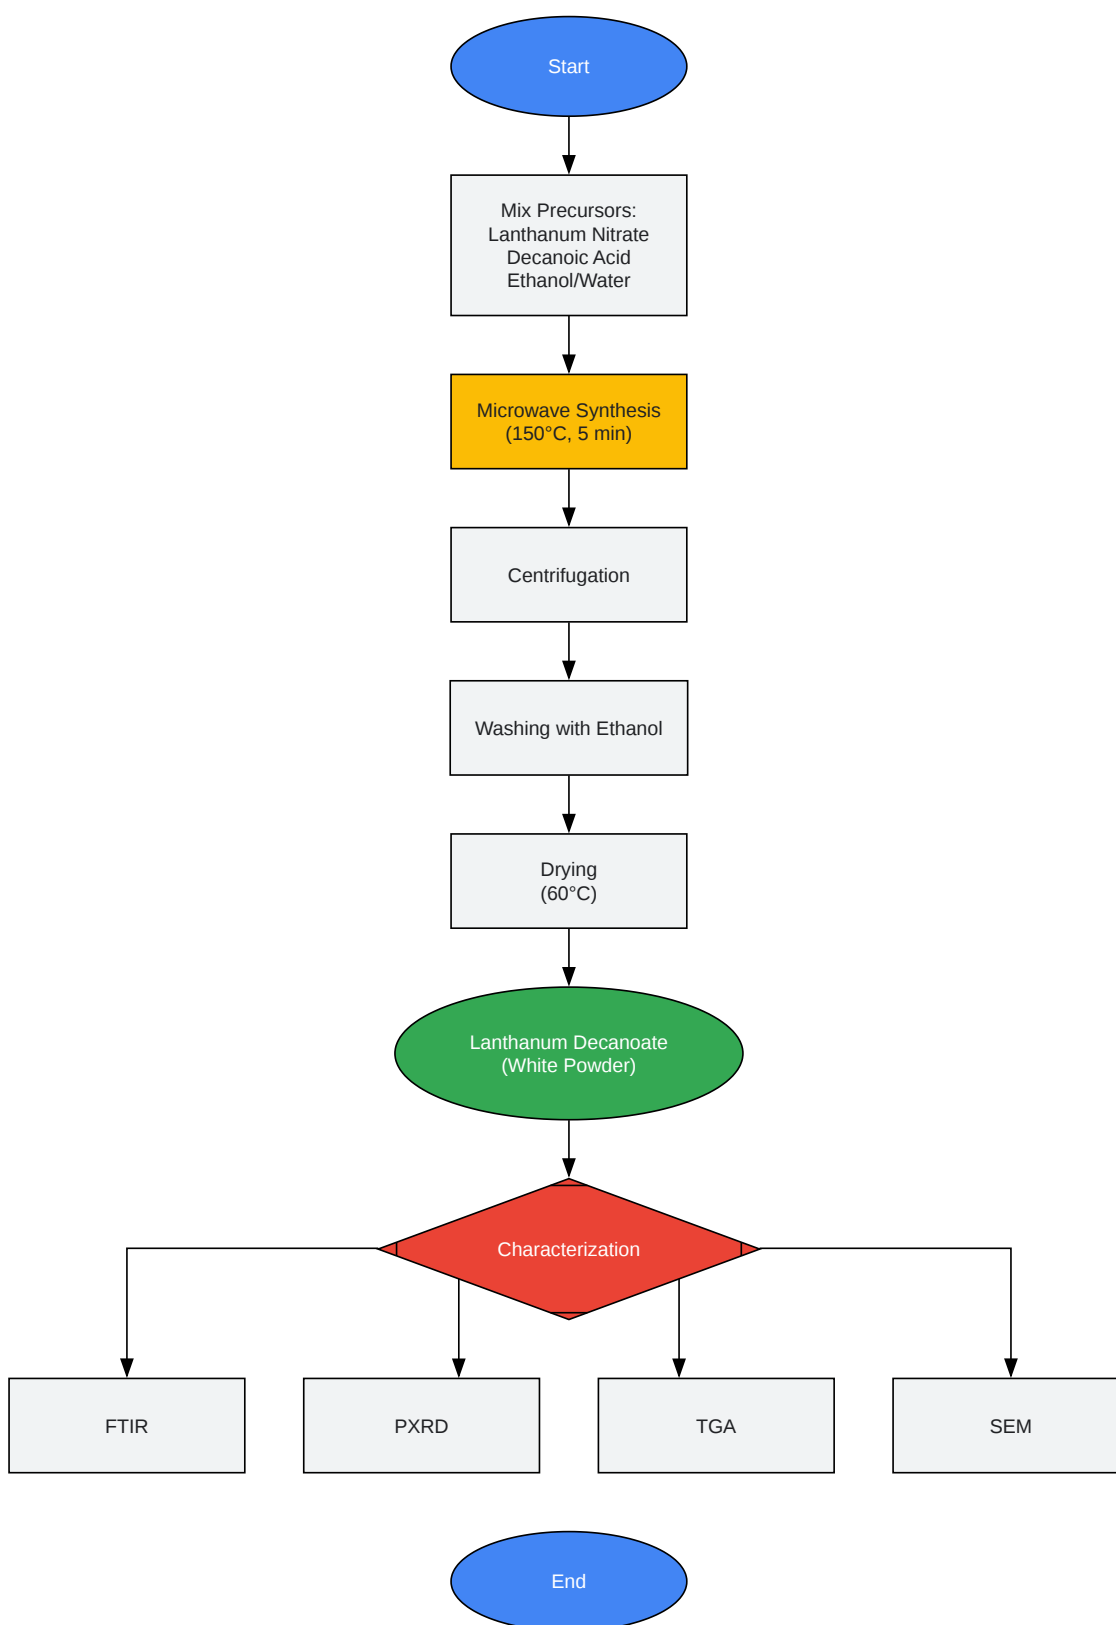 Start
Mix Precursors:
Lanthanum Nitrate
Decanoic Acid
Ethanol/Water
Microwave Synthesis
(150°C, 5 min)
Centrifugation
Washing with Ethanol
Drying
(60°C)
Lanthanum Decanoate
(White Powder)
Characterization
FTIR
PXRD
TGA
SEM
End